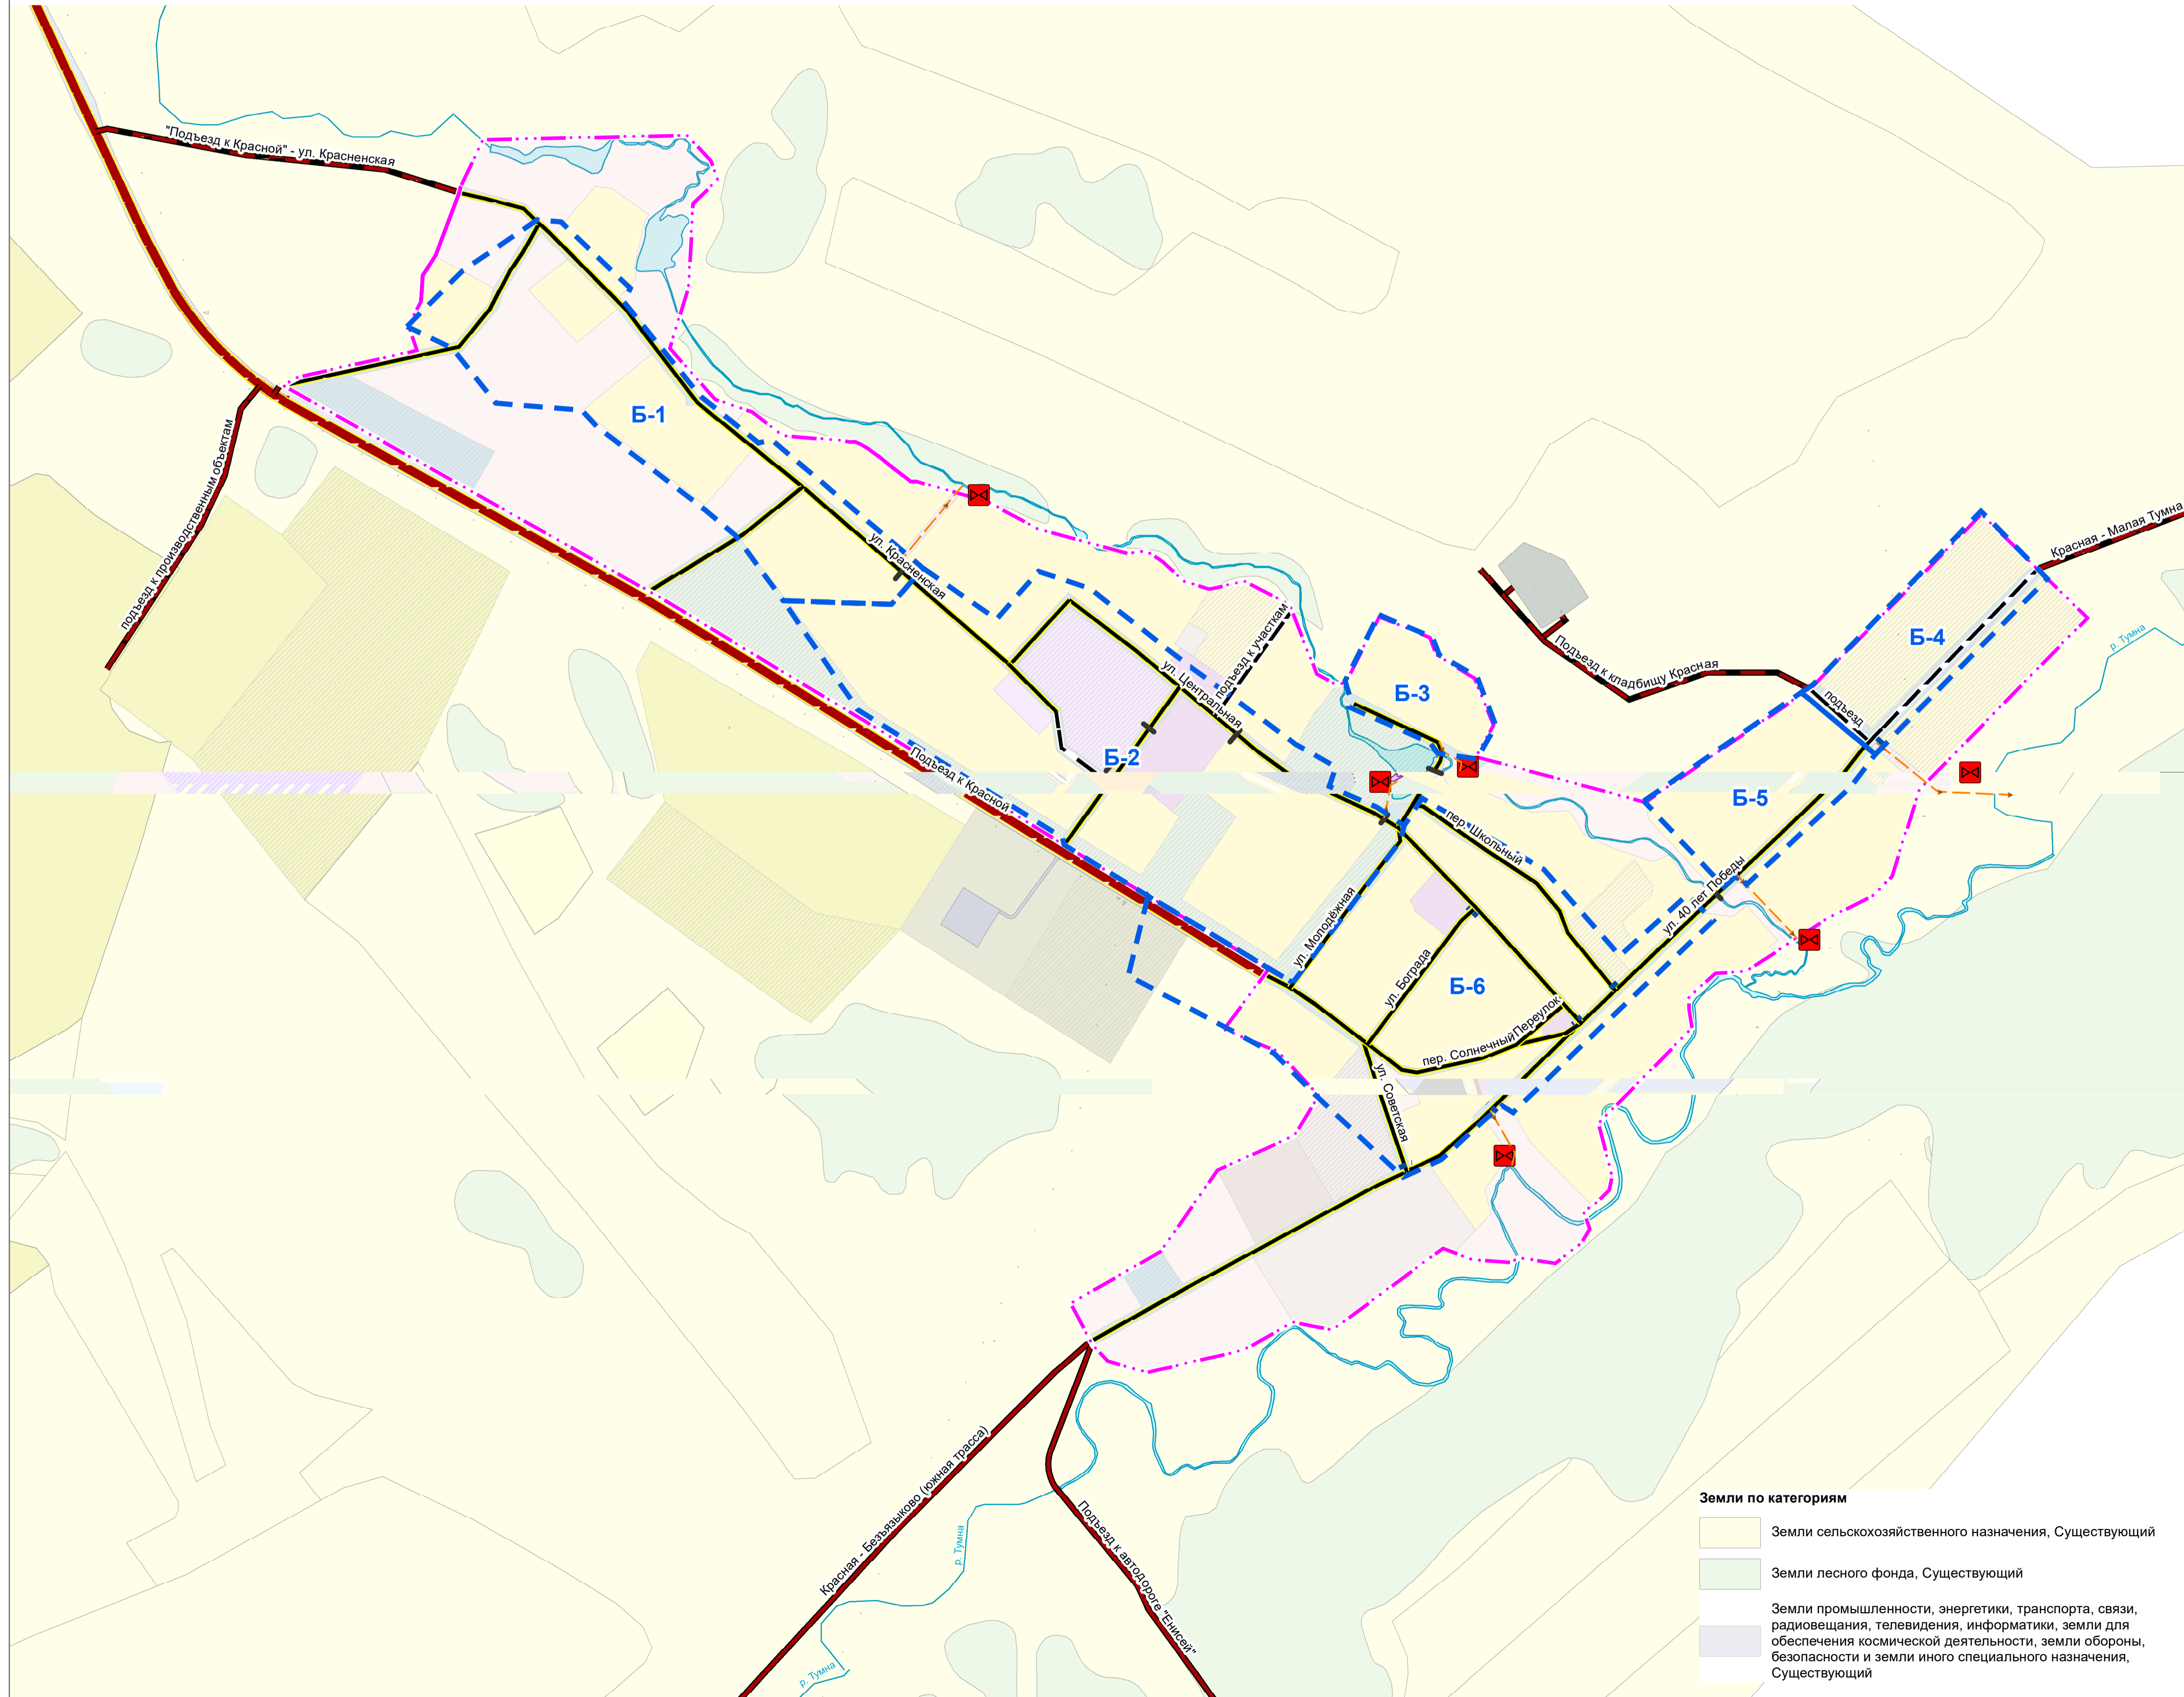 "Подъезд к Красной" - ул. Красненская
подъезд к производственным объектам
Б-1
ул. Красненская
Красная - Малая Тумна
подъезд к участкам
Подъезд к кладбищу Красная
Б-4
р. Тумна
ул. Центральная
Б-3
подъезд
Б-2
Подъезд к Красной
Б-5
пер. Школьный
ул. 40 лет Победы
ул. Молодёжная
ул. Бограда
Б-6
Переулок
пер. Солнечный
ул. Советская
Красная - Безъязыково (южная трасса)
р. Тумна
Подъезд к автодороге "Енисей"
р. Тумна
Земли по категориям
Земли сельскохозяйственного назначения, Существующий
Земли лесного фонда, Существующий
Земли промышленности, энергетики, транспорта, связи,
радиовещания, телевидения, информатики, земли для
обеспечения космической деятельности, земли обороны,
безопасности и земли иного специального назначения,
Существующий